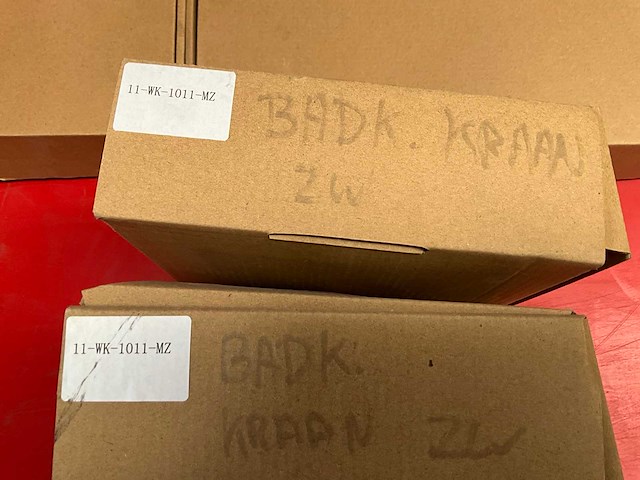 11-WK-1011-MZ
BADK. KRAAN
ZW
11-WK-1011-MZ
BADK.
KRAAN ZW